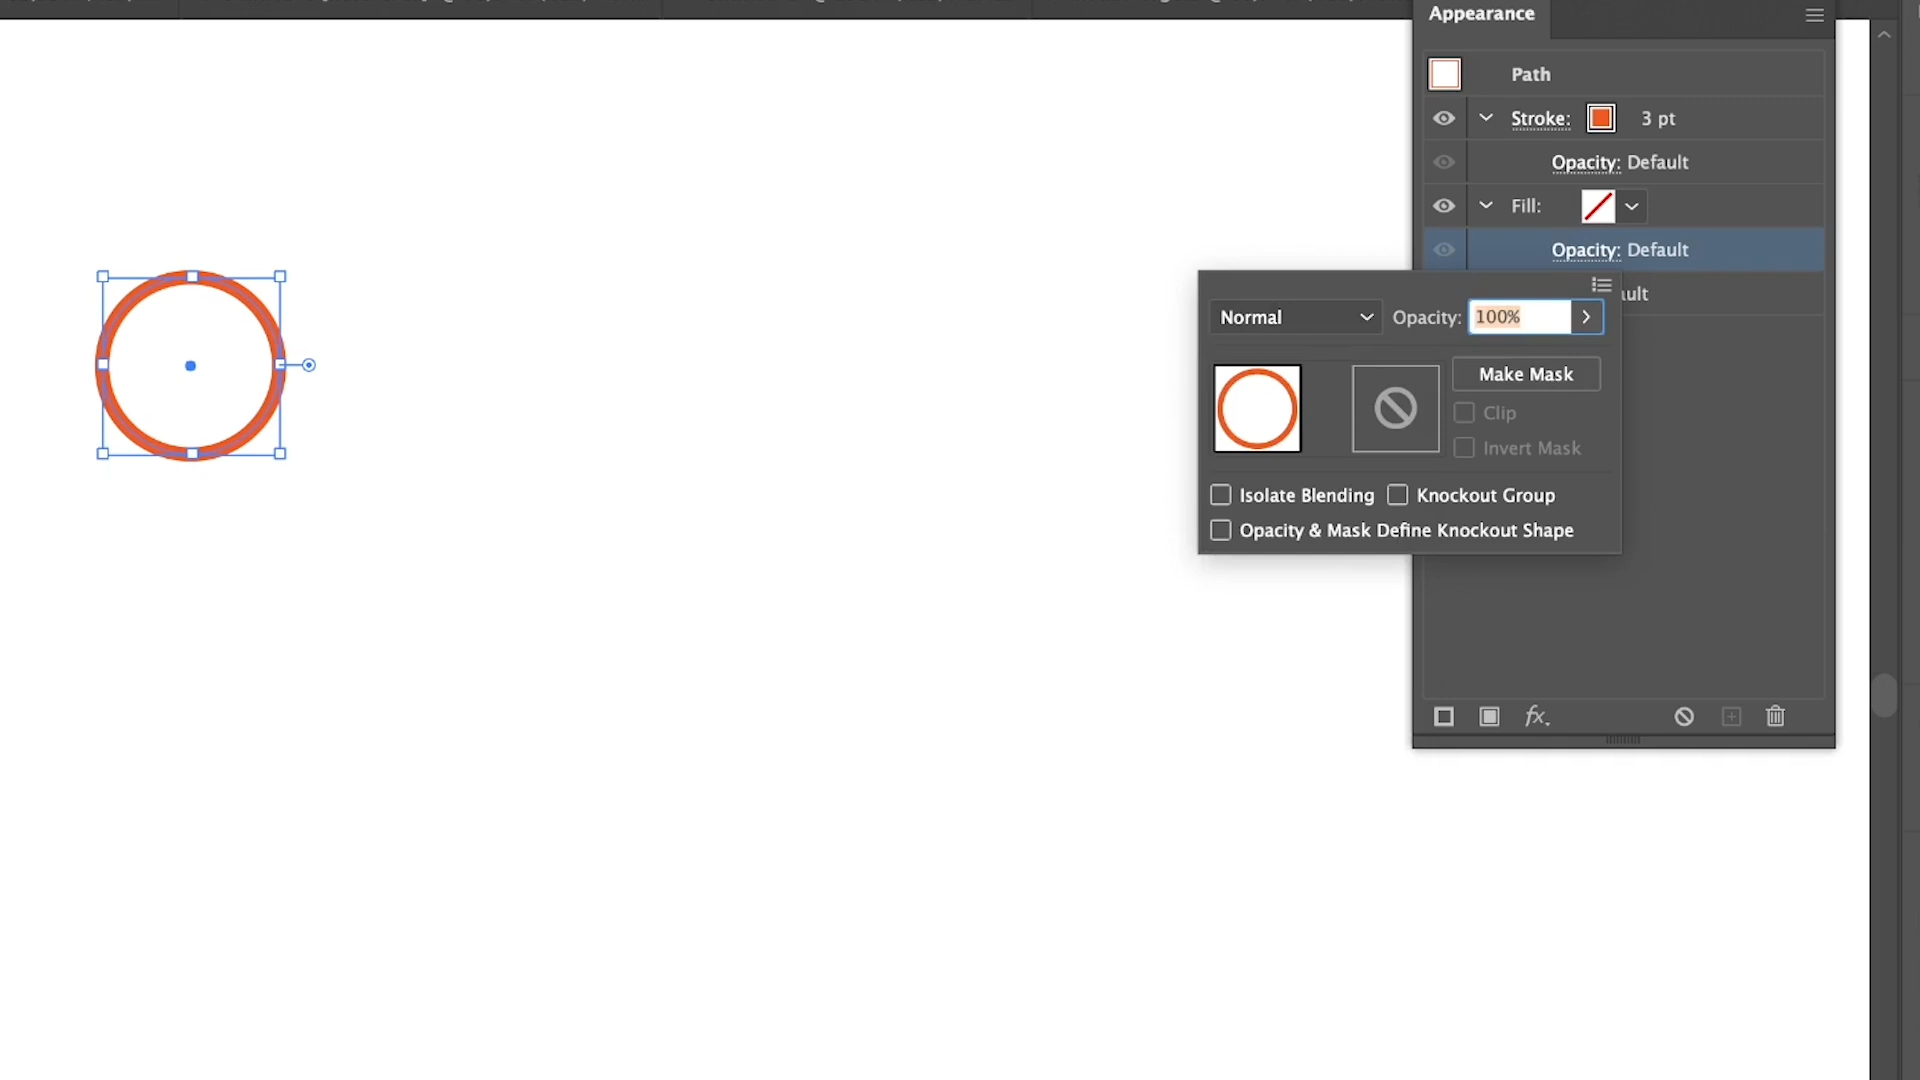 Appearance
Path
Stroke: 3 pt
Opacity: Default
Fill:
Opacity: Default
ult
Normal Opacity: 100%
Make Mask
Clip
Invert Mask
Isolate Blending Knockout Group
Opacity & Mask Define Knockout Shape
fx.